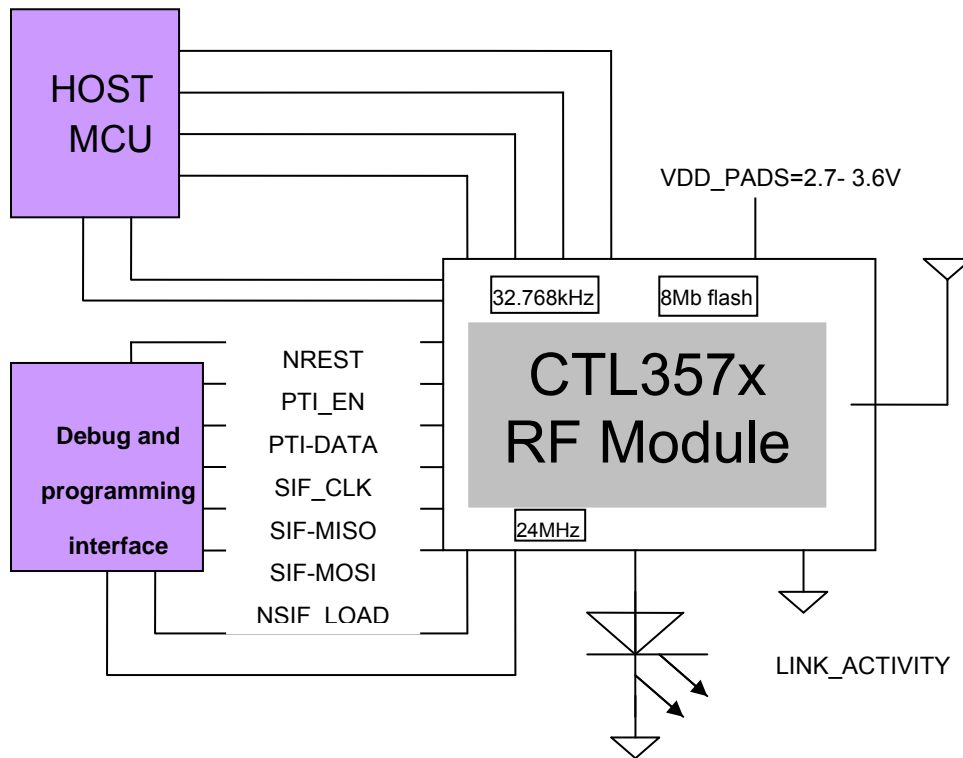 HOST
MCU
VDD_PADS=2.7- 3.6V
32.768kHz
8Mb flash
CTL357x
RF Module
24MHz
NREST
PTI_EN
PTI-DATA
SIF_CLK
SIF-MISO
SIF-MOSI
NSIF_LOAD
Debug and
programming
interface
LINK_ACTIVITY